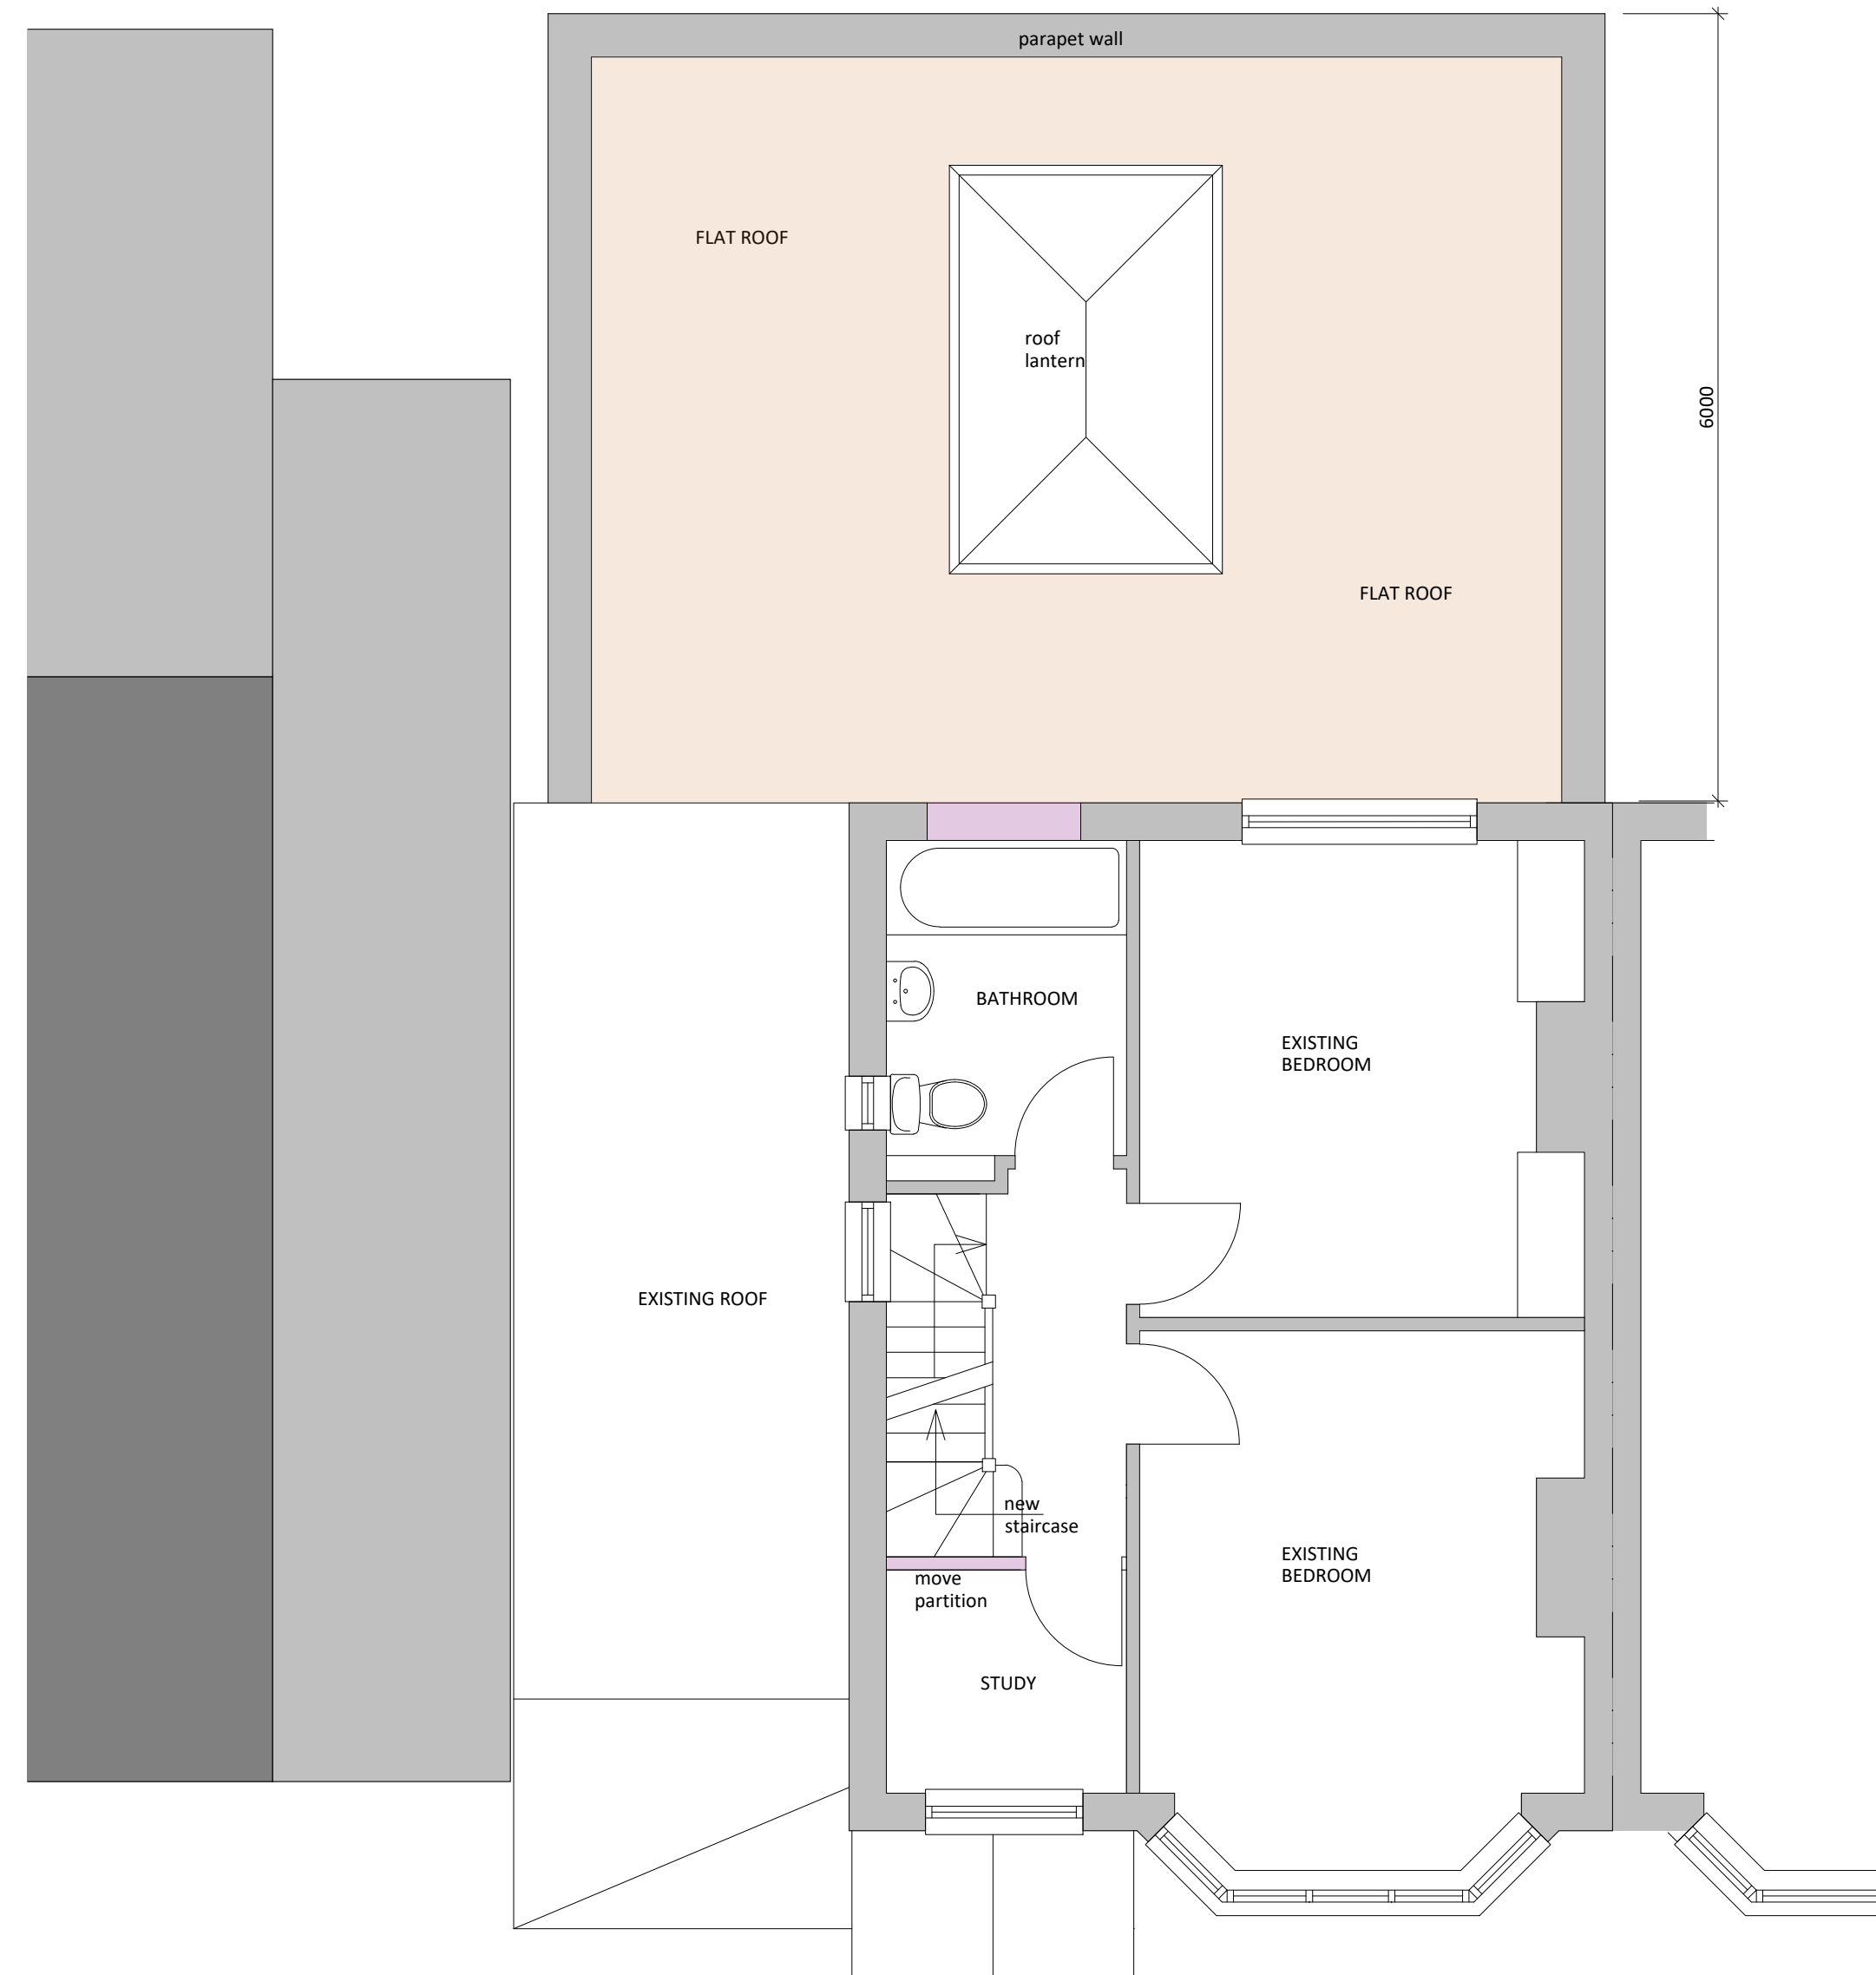 parapet wall
FLAT ROOF
roof
lantern
6000
FLAT ROOF
BATHROOM
EXISTING
BEDROOM
EXISTING ROOF
new
staircase
EXISTING
BEDROOM
move
partition
STUDY